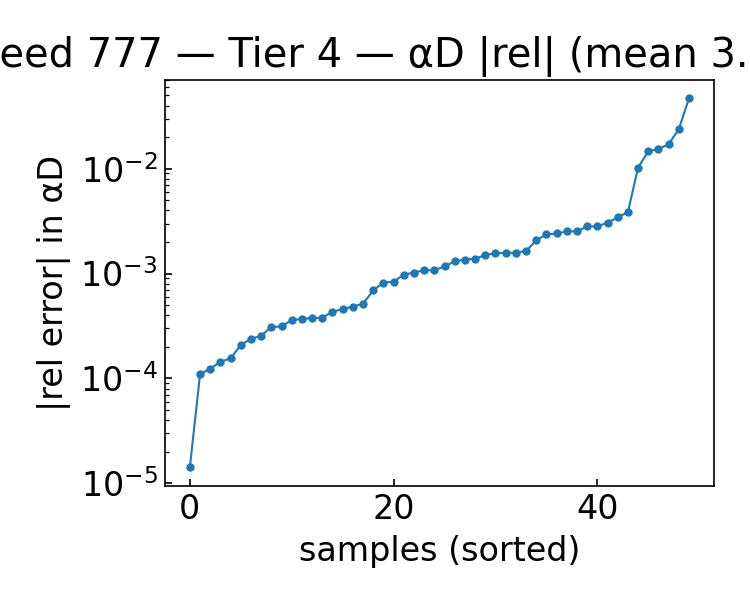 eed 777 — Tier 4 — αD |rel| (mean 3.
|rel error| in αD
10⁻²
10⁻³
10⁻⁴
10⁻⁵
0 20 40
samples (sorted)